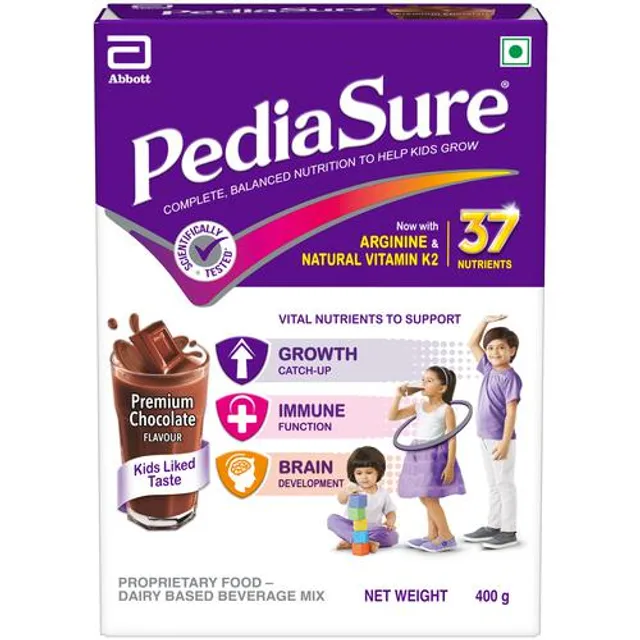 Premium Chocolate
Abbott
PediaSure®
COMPLETE, BALANCED NUTRITION TO HELP KIDS GROW
SCIENTIFICALLY
TESTED
Now with
ARGININE &
NATURAL VITAMIN K2
37
NUTRIENTS
VITAL NUTRIENTS TO SUPPORT
GROWTH
CATCH-UP
IMMUNE
FUNCTION
BRAIN
DEVELOPMENT
Premium
Chocolate
FLAVOUR
Kids Liked
Taste
PROPRIETARY FOOD –
DAIRY BASED BEVERAGE MIX
NET WEIGHT 400 g